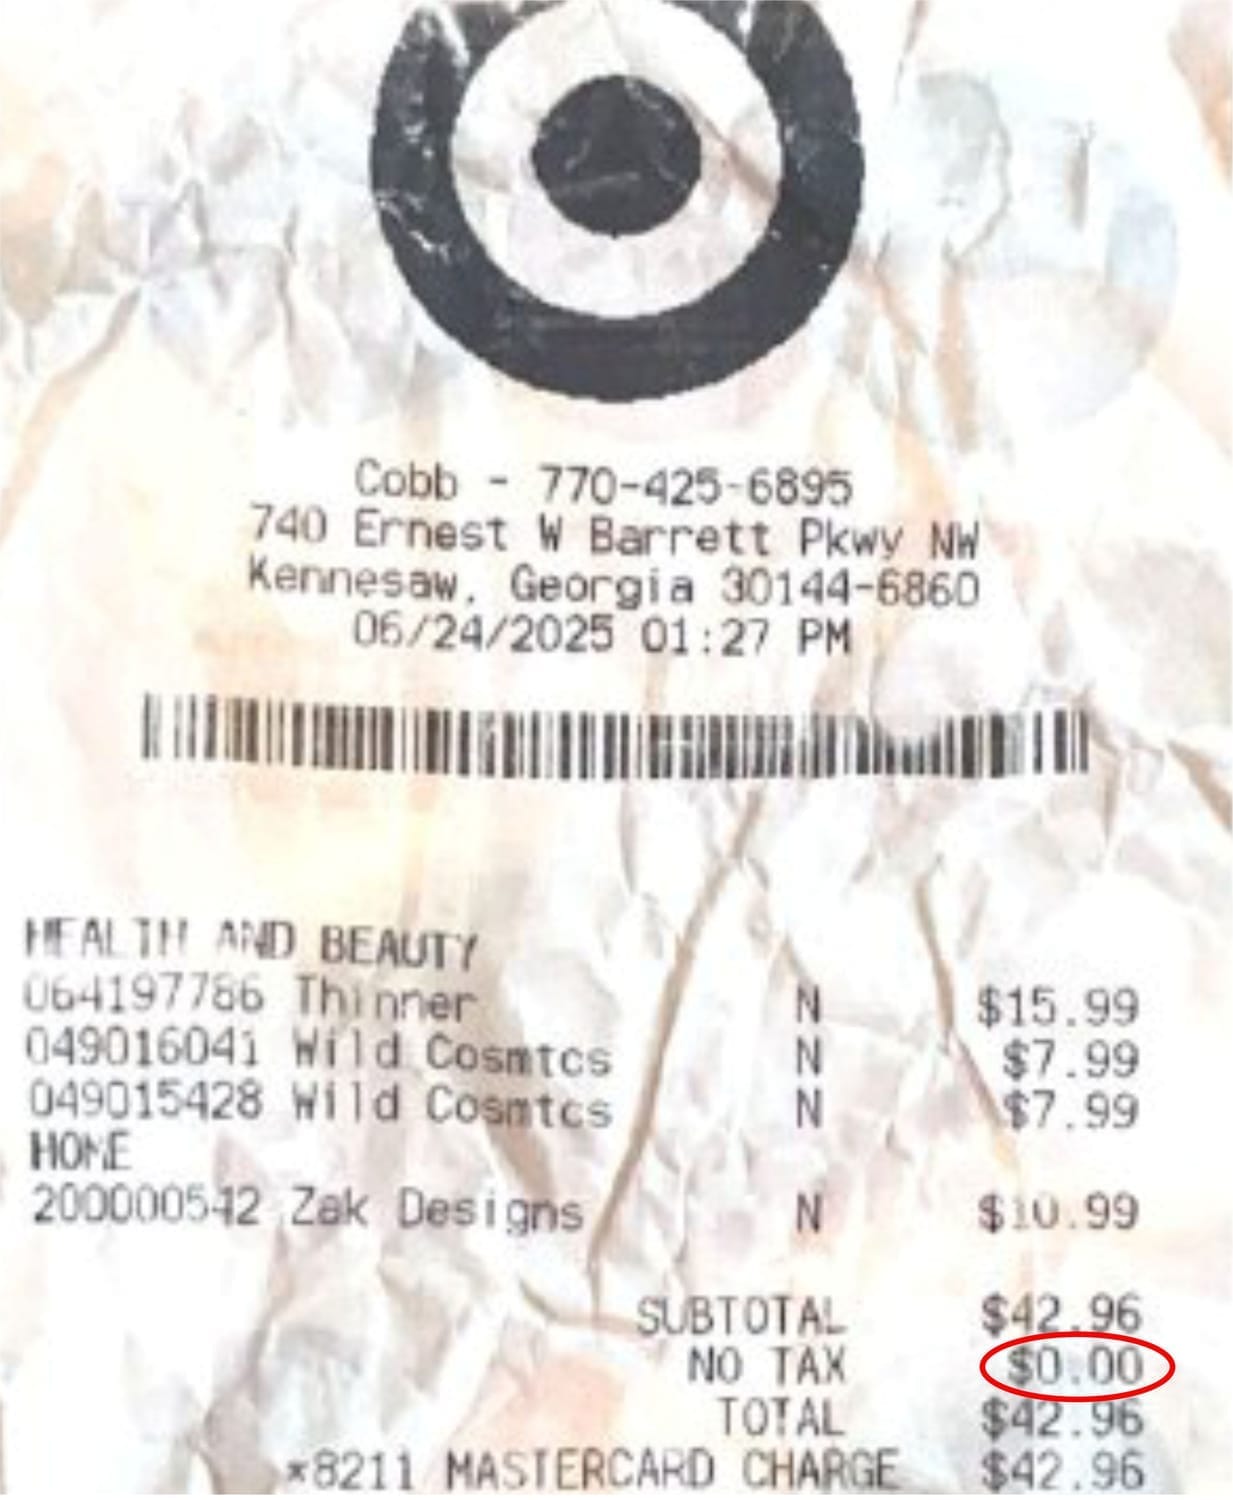 Cobb - 770-425-6895
740 Ernest W Barrett Pkwy NW
Kennesaw, Georgia 30144-6860
06/24/2025 01:27 PM
HEALTH AND BEAUTY
064197786 Thinner N $15.99
049016041 Wild Cosmtcs N $7.99
049015428 Wild Cosmtcs N $7.99
HOME
200000542 Zak Designs N $10.99
SUBTOTAL $42.96
NO TAX $0.00
TOTAL $42.96
*8211 MASTERCARD CHARGE $42.96